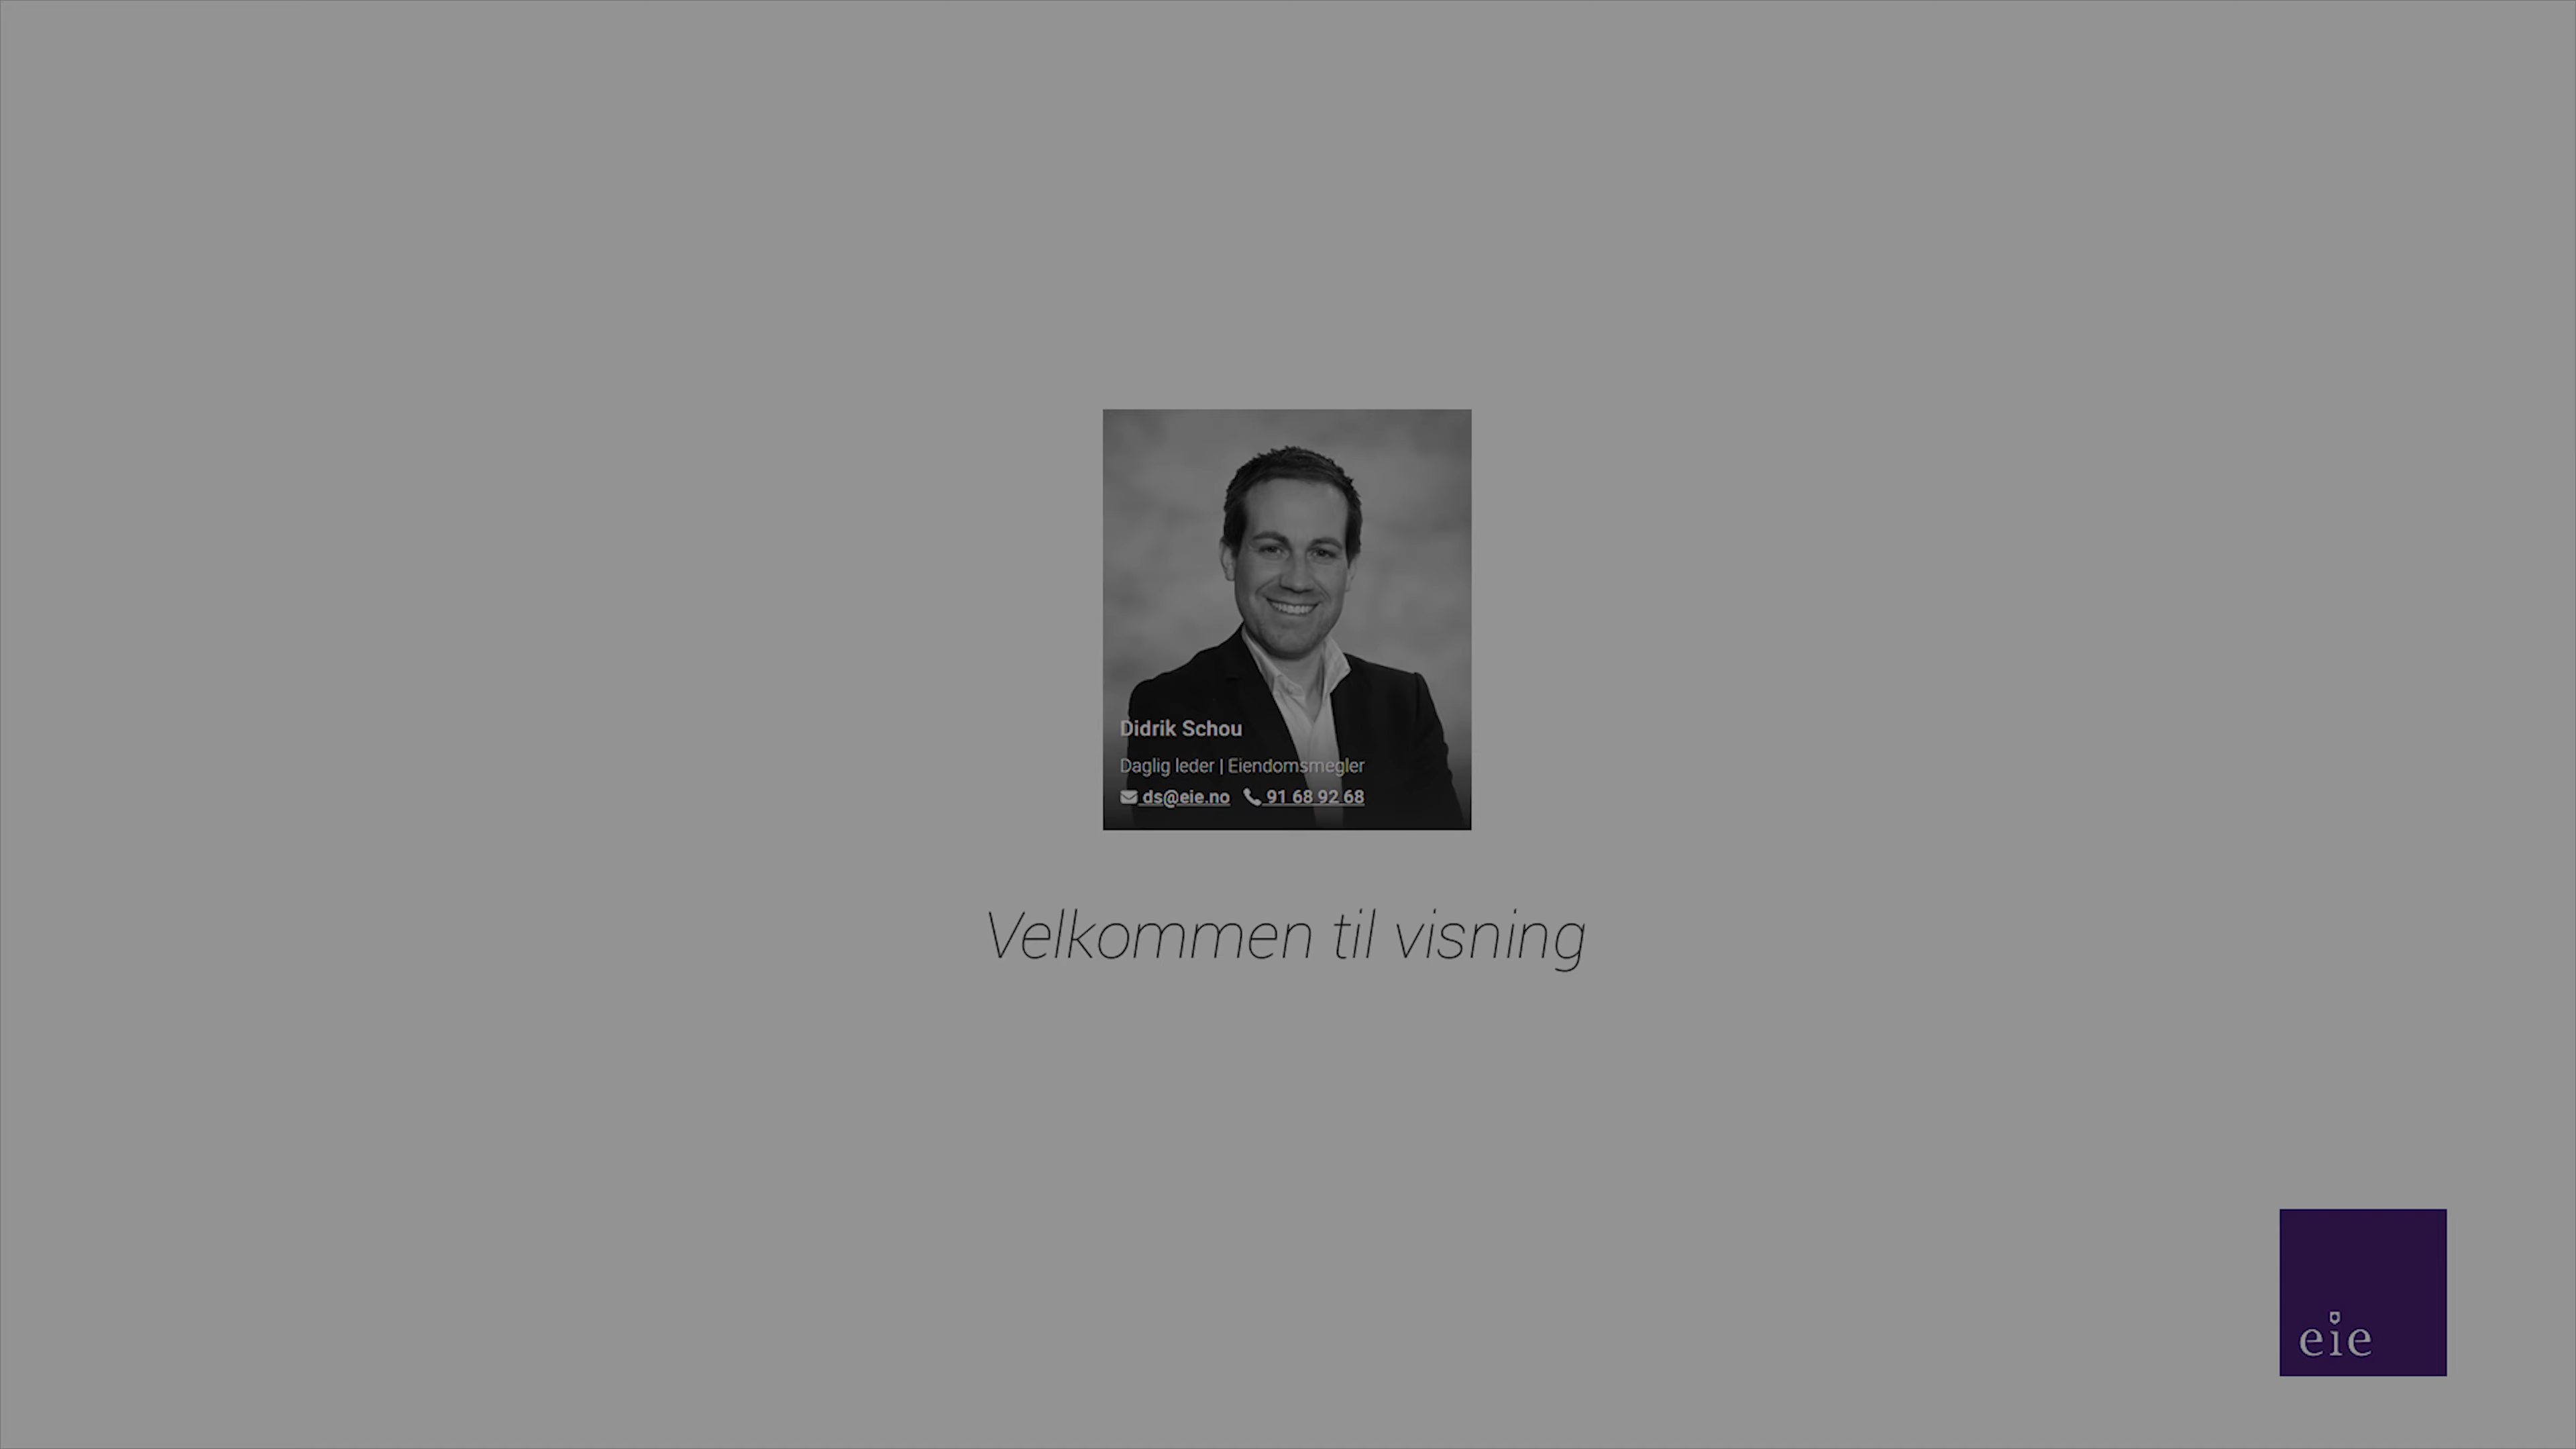 Didrik Schou
Daglig leder | Eiendomsmegler
ds@eie.no 91 68 92 68
Velkommen til visning
eie